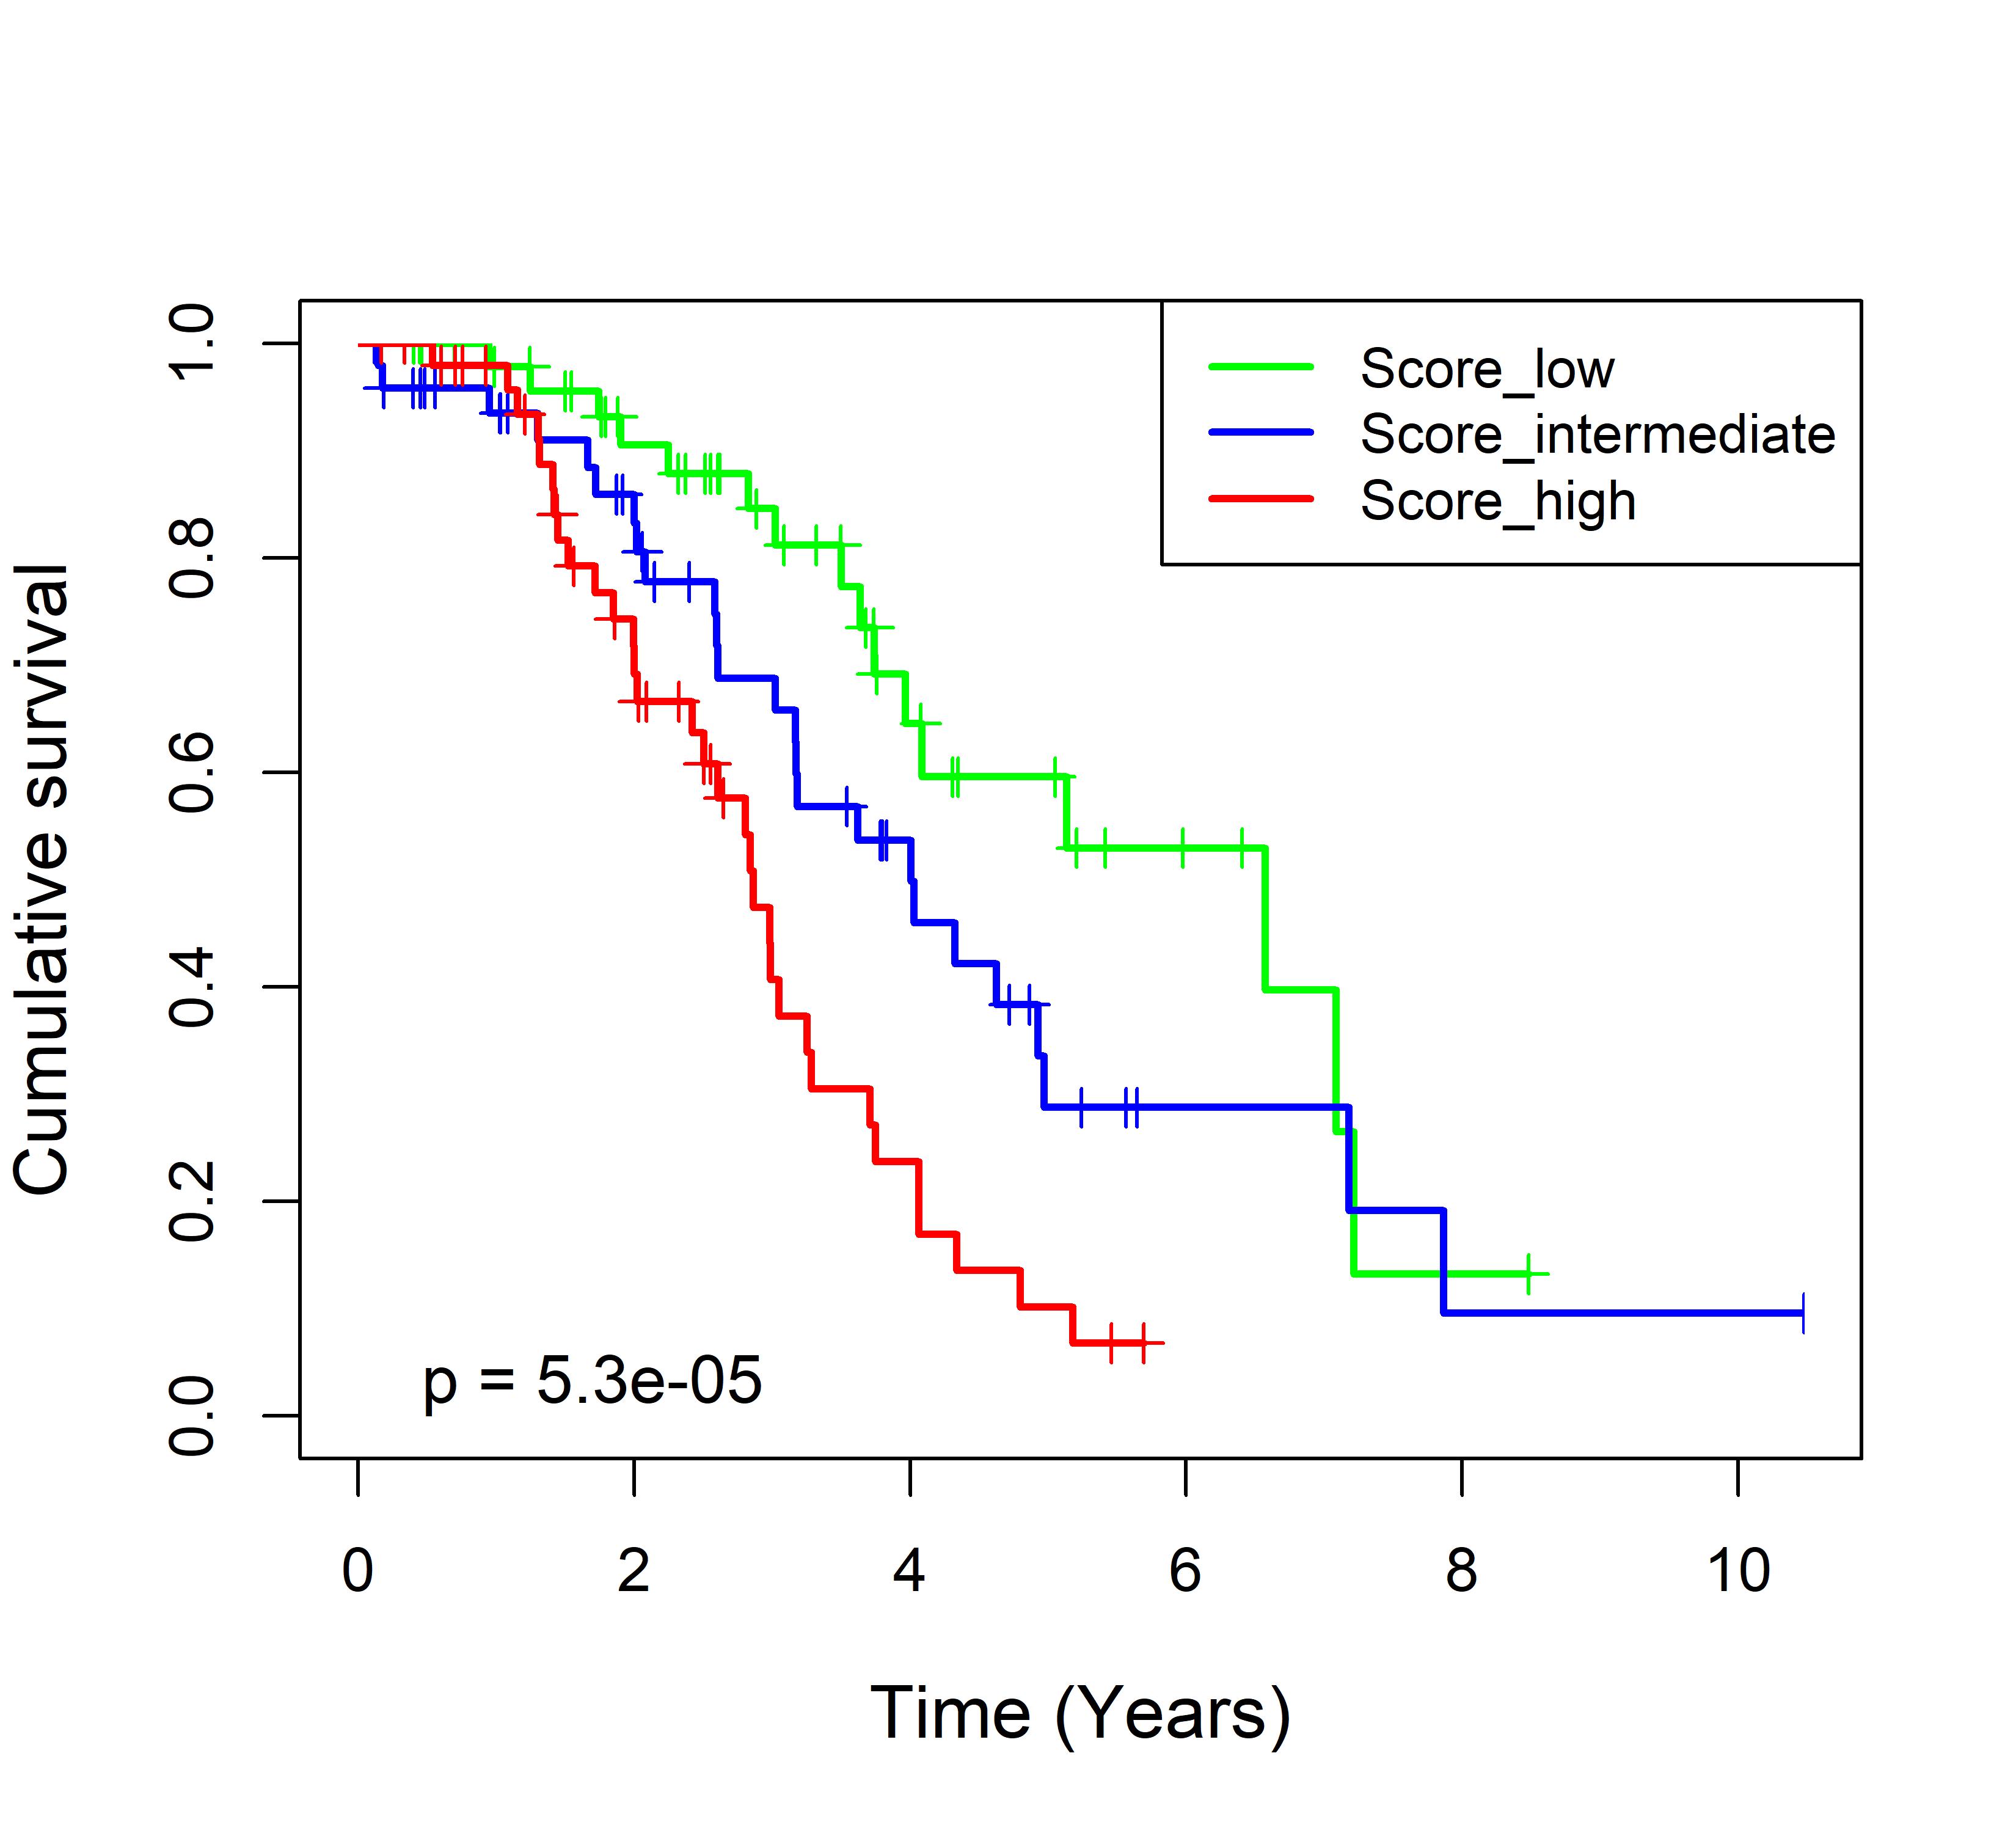 Score_low
Score_intermediate
Score_high
1.0
0.8
0.6
0.4
0.2
0.0
Cumulative survival
p = 5.3e-05
0 2 4 6 8 10
Time (Years)